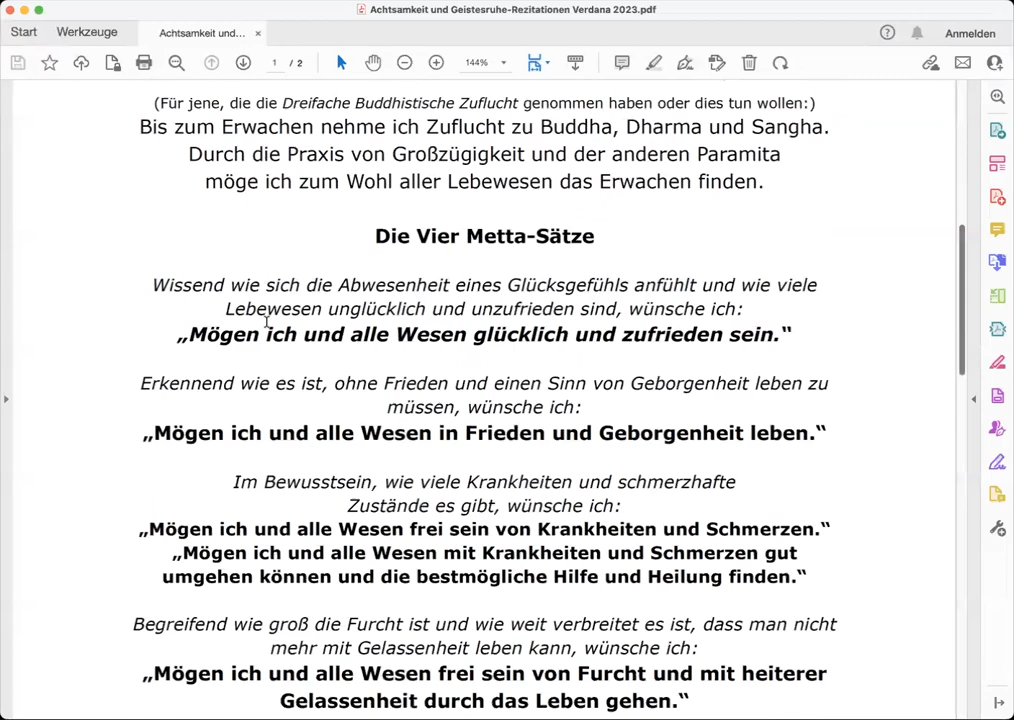 Achtsamkeit und Geistesruhe-Rezitationen Verdana 2023.pdf
Start
Werkzeuge
Achtsamkeit und...
Anmelden
1 / 2
144%
(Für jene, die die Dreifache Buddhistische Zuflucht genommen haben oder dies tun wollen:)
Bis zum Erwachen nehme ich Zuflucht zu Buddha, Dharma und Sangha.
Durch die Praxis von Großzügigkeit und der anderen Paramita
möge ich zum Wohl aller Lebewesen das Erwachen finden.
Die Vier Metta-Sätze
Wissend wie sich die Abwesenheit eines Glücksgefühls anfühlt und wie viele
Lebewesen unglücklich und unzufrieden sind, wünsche ich:
„Mögen ich und alle Wesen glücklich und zufrieden sein.“
Erkennend wie es ist, ohne Frieden und einen Sinn von Geborgenheit leben zu
müssen, wünsche ich:
„Mögen ich und alle Wesen in Frieden und Geborgenheit leben.“
Im Bewusstsein, wie viele Krankheiten und schmerzhafte
Zustände es gibt, wünsche ich:
„Mögen ich und alle Wesen frei sein von Krankheiten und Schmerzen.“
„Mögen ich und alle Wesen mit Krankheiten und Schmerzen gut
umgehen können und die bestmögliche Hilfe und Heilung finden.“
Begreifend wie groß die Furcht ist und wie weit verbreitet es ist, dass man nicht
mehr mit Gelassenheit leben kann, wünsche ich:
„Mögen ich und alle Wesen frei sein von Furcht und mit heiterer
Gelassenheit durch das Leben gehen.“